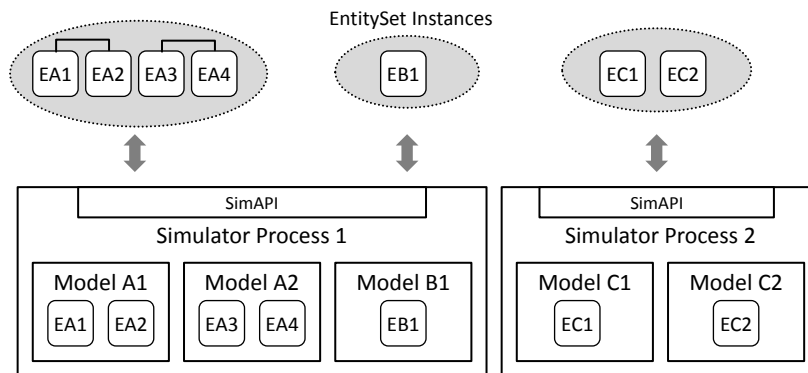 EntitySet Instances
EA1 EA2 EA3 EA4 EB1 EC1 EC2
SimAPI SimAPI
Simulator Process 1 Simulator Process 2
Model A1 Model A2 Model B1 Model C1 Model C2
EA1 EA2 EA3 EA4 EB1 EC1 EC2